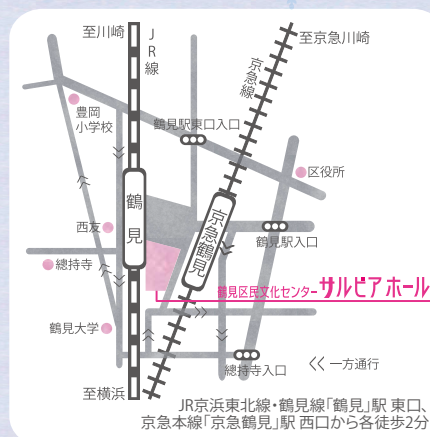 至川崎
JR線
至京急川崎
京急線
豊岡
小学校
鶴見駅東口入口
区役所
鶴見
京急鶴見
西友
鶴見駅入口
總持寺
鶴見区民文化センター サルビアホール
鶴見大学
總持寺入口
一方通行
至横浜
JR京浜東北線・鶴見線「鶴見」駅 東口、
京急本線「京急鶴見」駅 西口から各徒歩2分